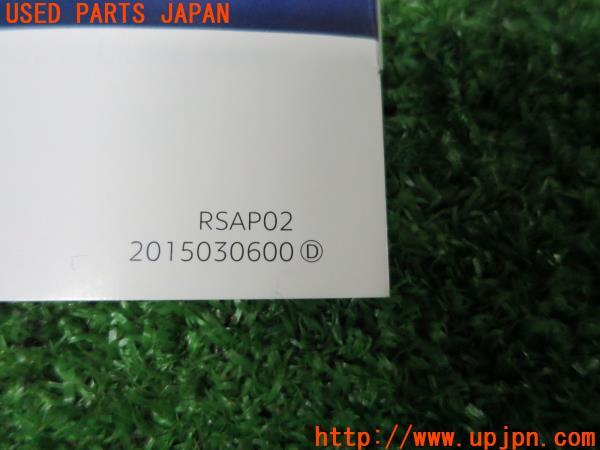 USED PARTS JAPAN
RSAP02
2015030600Ⓓ
http://www.upjpn.com/